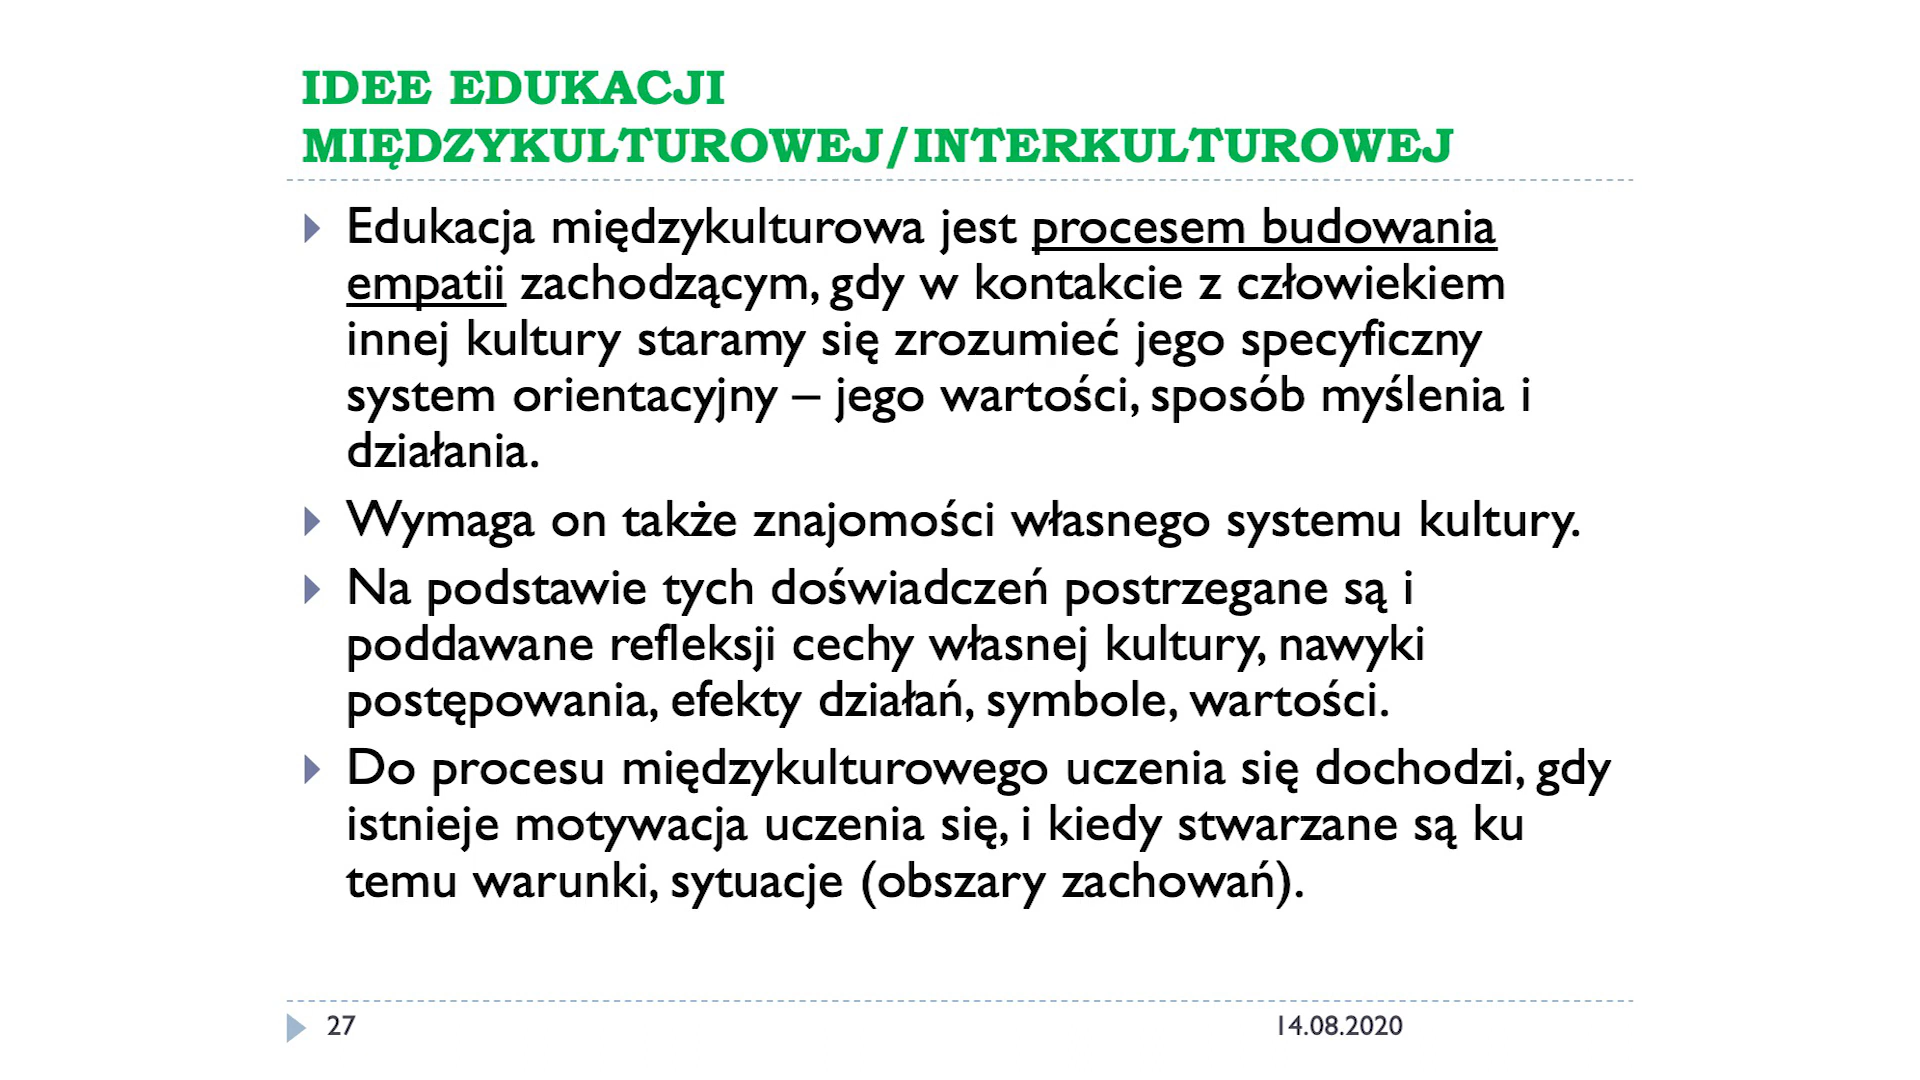 IDEE EDUKACJI
MIĘDZYKULTUROWEJ/INTERKULTUROWEJ
Edukacja międzykulturowa jest procesem budowania
empatii zachodzącym, gdy w kontakcie z człowiekiem
innej kultury staramy się zrozumieć jego specyficzny
system orientacyjny – jego wartości, sposób myślenia i
działania.
Wymaga on także znajomości własnego systemu kultury.
Na podstawie tych doświadczeń postrzegane są i
poddawane refleksji cechy własnej kultury, nawyki
postępowania, efekty działań, symbole, wartości.
Do procesu międzykulturowego uczenia się dochodzi, gdy
istnieje motywacja uczenia się, i kiedy stwarzane są ku
temu warunki, sytuacje (obszary zachowań).
27 14.08.2020